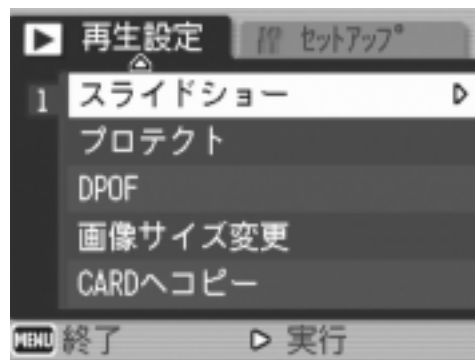 再生設定 セットアップ
1 スライドショー
プロテクト
DPOF
画像サイズ変更
CARDへコピー
MENU 終了 実行